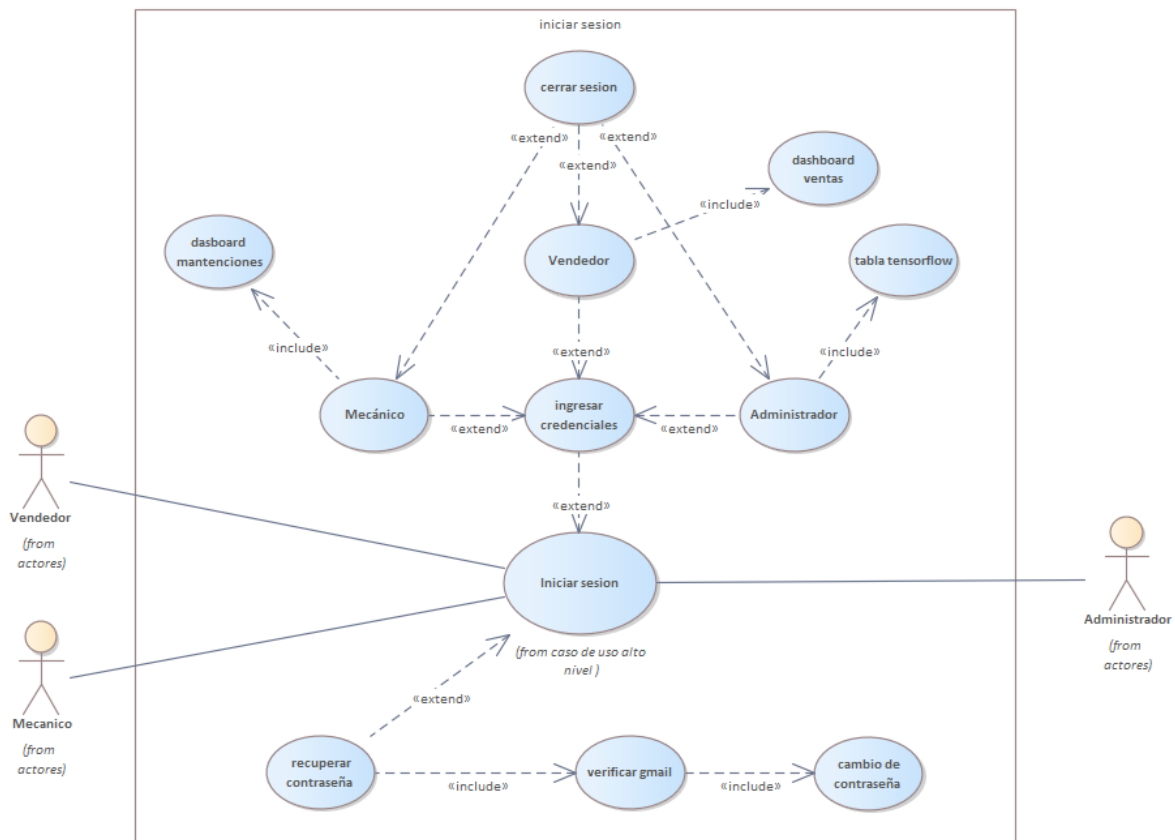 iniciar sesion
cerrar sesion
«extend»
«extend»
«extend»
dashboard
ventas
«include»
dasboard
mantenciones
Vendedor
tabla tensorflow
«include»
«extend»
«include»
Mecánico
ingresar
credenciales
Administrador
«extend»
«extend»
«extend»
Vendedor
(from
actores)
Iniciar sesion
(from caso de uso alto
nivel )
Administrador
(from
actores)
Mecanico
(from
actores)
«extend»
recuperar
contraseña
«include»
verificar gmail
«include»
cambio de
contraseña